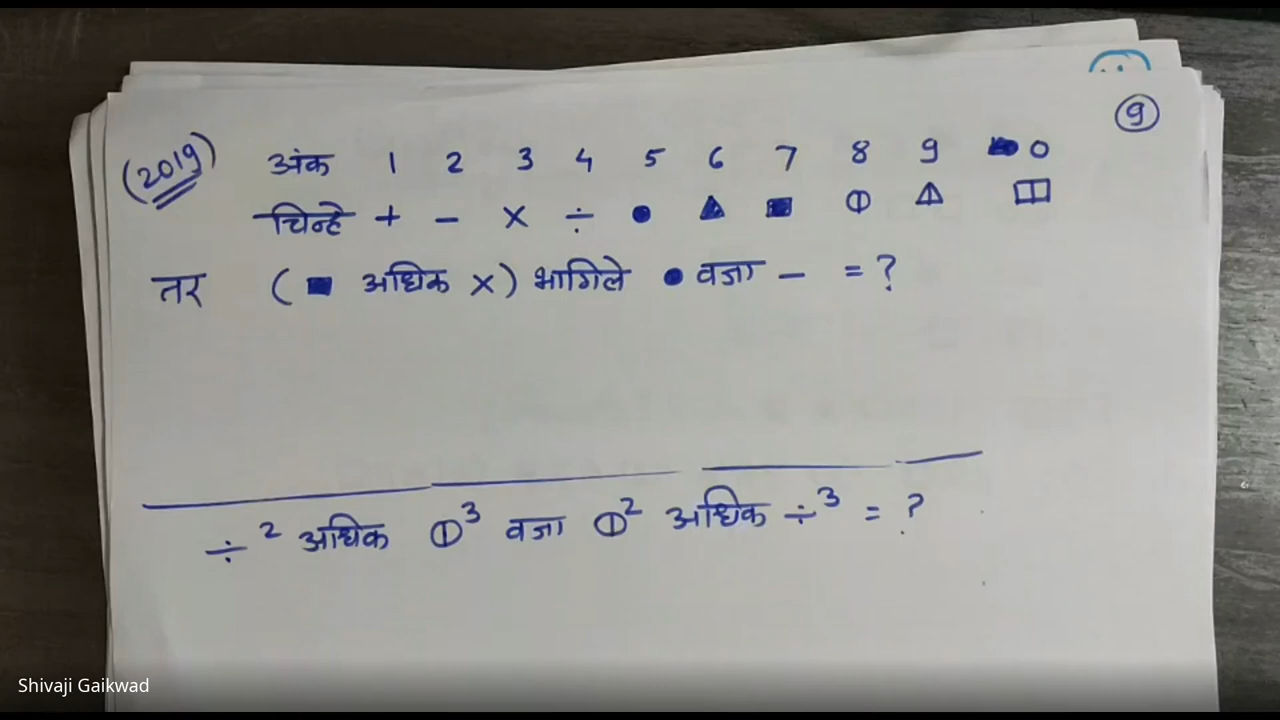 9
(2019) अंक 1 2 3 4 5 6 7 8 9 0
चिन्हे + − × ÷ ● ▲ ■ ⦶ ◬ ◫
तर (■ अधिक ×) भागिले ● वजा − = ?
÷² अधिक ⦶³ वजा ⦶² अधिक ÷³ = ?
Shivaji Gaikwad